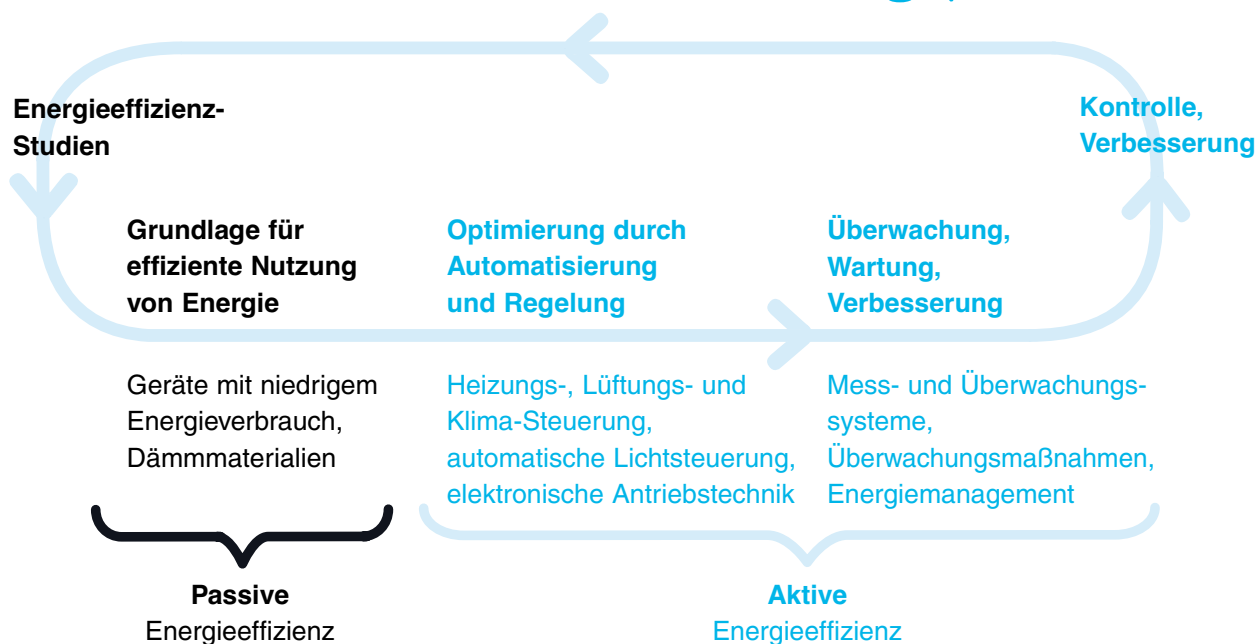 Energieeffizienz-
Studien
Kontrolle,
Verbesserung
Grundlage für
effiziente Nutzung
von Energie
Optimierung durch
Automatisierung
und Regelung
Überwachung,
Wartung,
Verbesserung
Geräte mit niedrigem
Energieverbrauch,
Dämmmaterialien
Heizungs-, Lüftungs- und
Klima-Steuerung,
automatische Lichtsteuerung,
elektronische Antriebstechnik
Mess- und Überwachungs-
systeme,
Überwachungsmaßnahmen,
Energiemanagement
Passive
Energieeffizienz
Aktive
Energieeffizienz